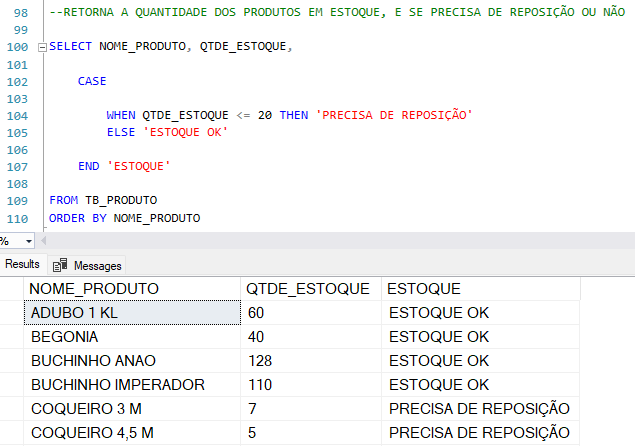 98 --RETORNA A QUANTIDADE DOS PRODUTOS EM ESTOQUE, E SE PRECISA DE REPOSIÇÃO OU NÃO
99
100 SELECT NOME_PRODUTO, QTDE_ESTOQUE,
101
102 CASE
103
104 WHEN QTDE_ESTOQUE <= 20 THEN 'PRECISA DE REPOSIÇÃO'
105 ELSE 'ESTOQUE OK'
106
107 END 'ESTOQUE'
108
109 FROM TB_PRODUTO
110 ORDER BY NOME_PRODUTO
%
Results Messages
NOME_PRODUTO QTDE_ESTOQUE ESTOQUE
ADUBO 1 KL 60 ESTOQUE OK
BEGONIA 40 ESTOQUE OK
BUCHINHO ANAO 128 ESTOQUE OK
BUCHINHO IMPERADOR 110 ESTOQUE OK
COQUEIRO 3 M 7 PRECISA DE REPOSIÇÃO
COQUEIRO 4,5 M 5 PRECISA DE REPOSIÇÃO